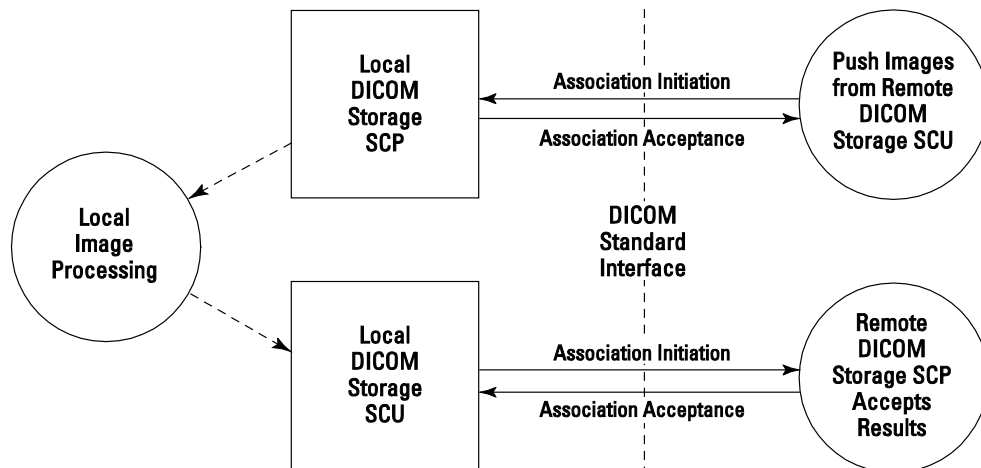 Local
DICOM
Storage
SCP
Association Initiation
Association Acceptance
Push Images
from Remote
DICOM
Storage SCU
Local
Image
Processing
DICOM
Standard
Interface
Local
DICOM
Storage
SCU
Association Initiation
Association Acceptance
Remote
DICOM
Storage SCP
Accepts
Results